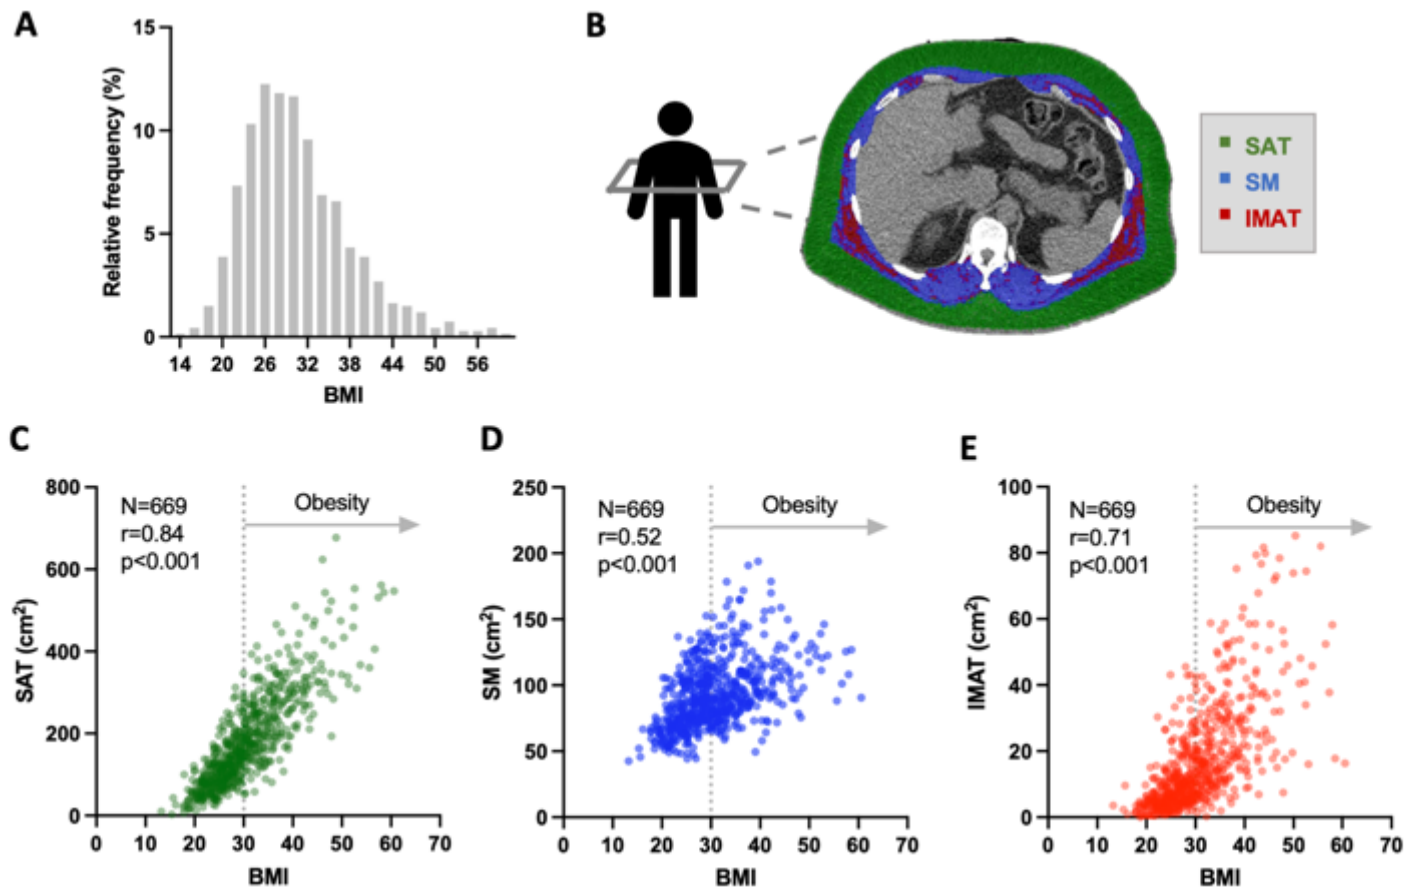 A
Relative frequency (%)
15
10
5
0
14 20 26 32 38 44 50 56
BMI
B
SAT
SM
IMAT
C
SAT (cm²)
800
600
400
200
0
N=669
r=0.84
p<0.001
Obesity
0 10 20 30 40 50 60 70
BMI
D
SM (cm²)
250
200
150
100
50
0
N=669
r=0.52
p<0.001
Obesity
0 10 20 30 40 50 60 70
BMI
E
IMAT (cm²)
100
80
60
40
20
0
N=669
r=0.71
p<0.001
Obesity
0 10 20 30 40 50 60 70
BMI